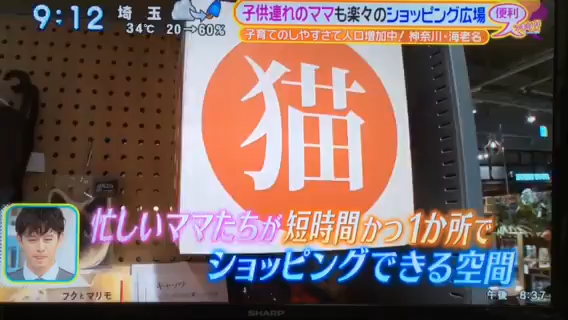 9:12 埼玉
34℃ 20→60%
子供連れのママも楽々のショッピング広場
子育てのしやすさで人口増加中! 神奈川・海老名
便利
猫
忙しいママたちが短時間かつ1か所で
ショッピングできる空間
フクとマリモ
午後 8:37
SHARP